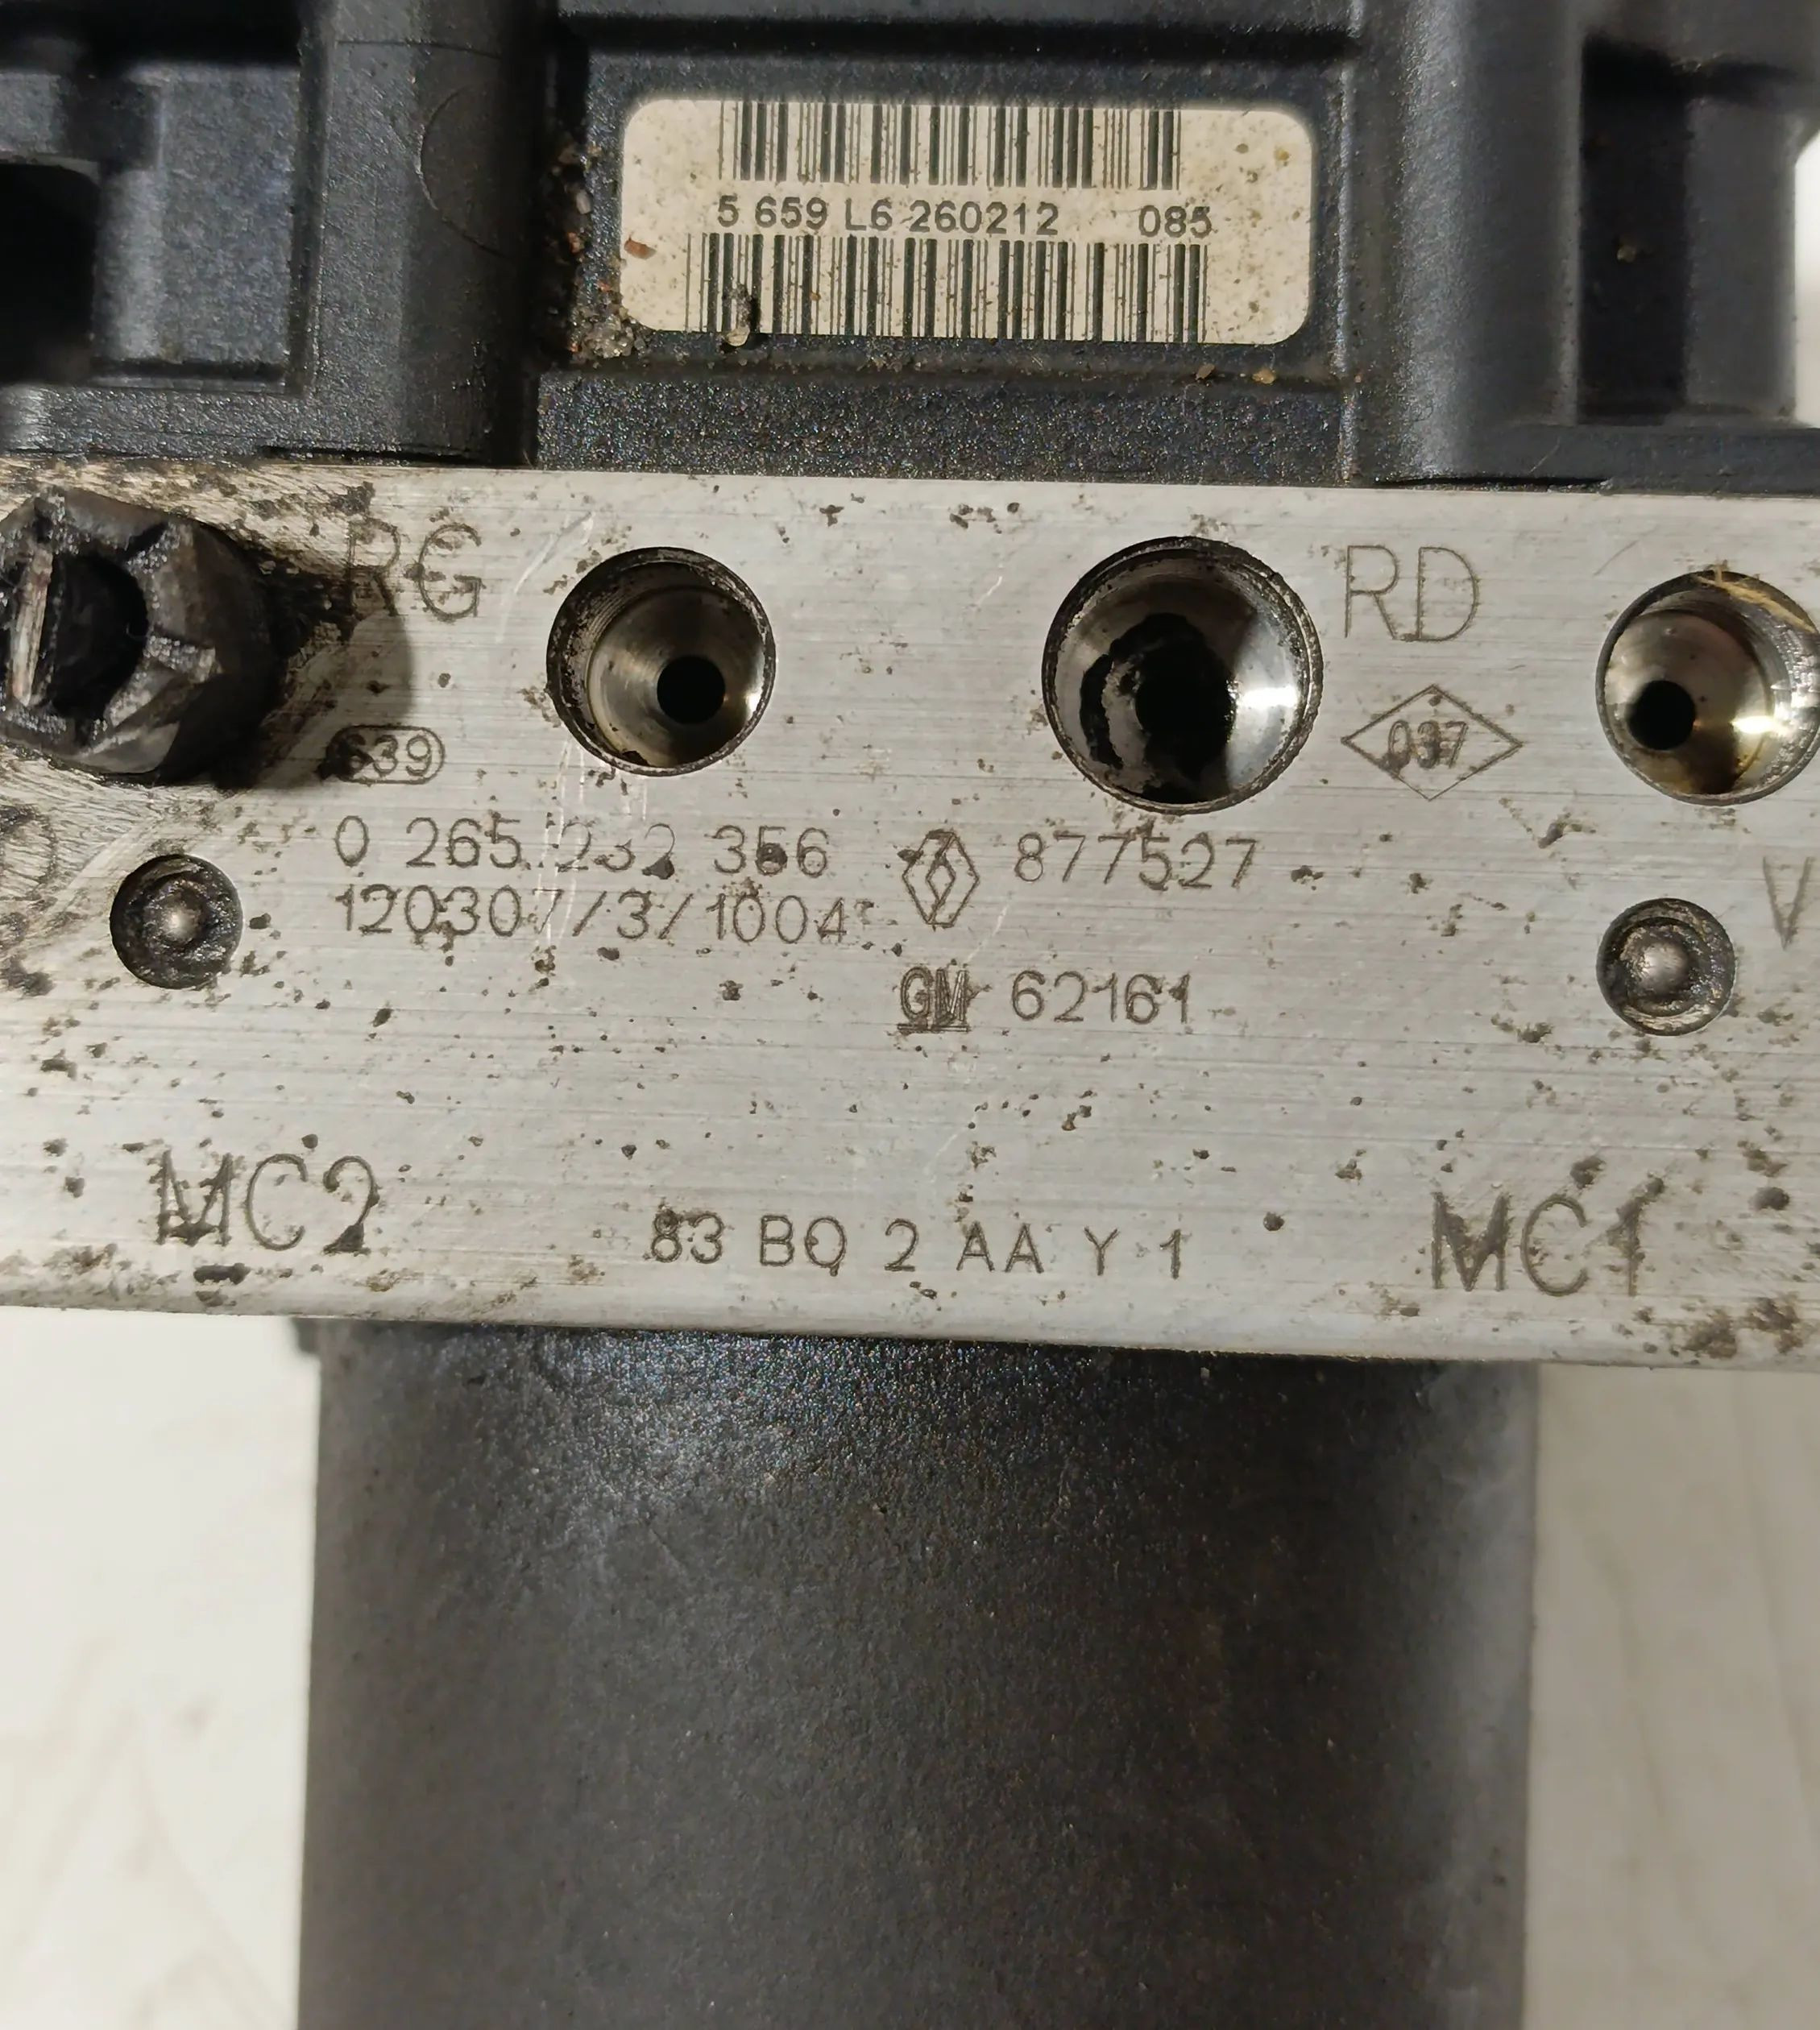 5 659 L6 260212 085
RG
RD
639
037
0 265 232 356 877527
120307/3/1004
GM 62161
V
MC2
MC1
83 BQ 2 AA Y 1